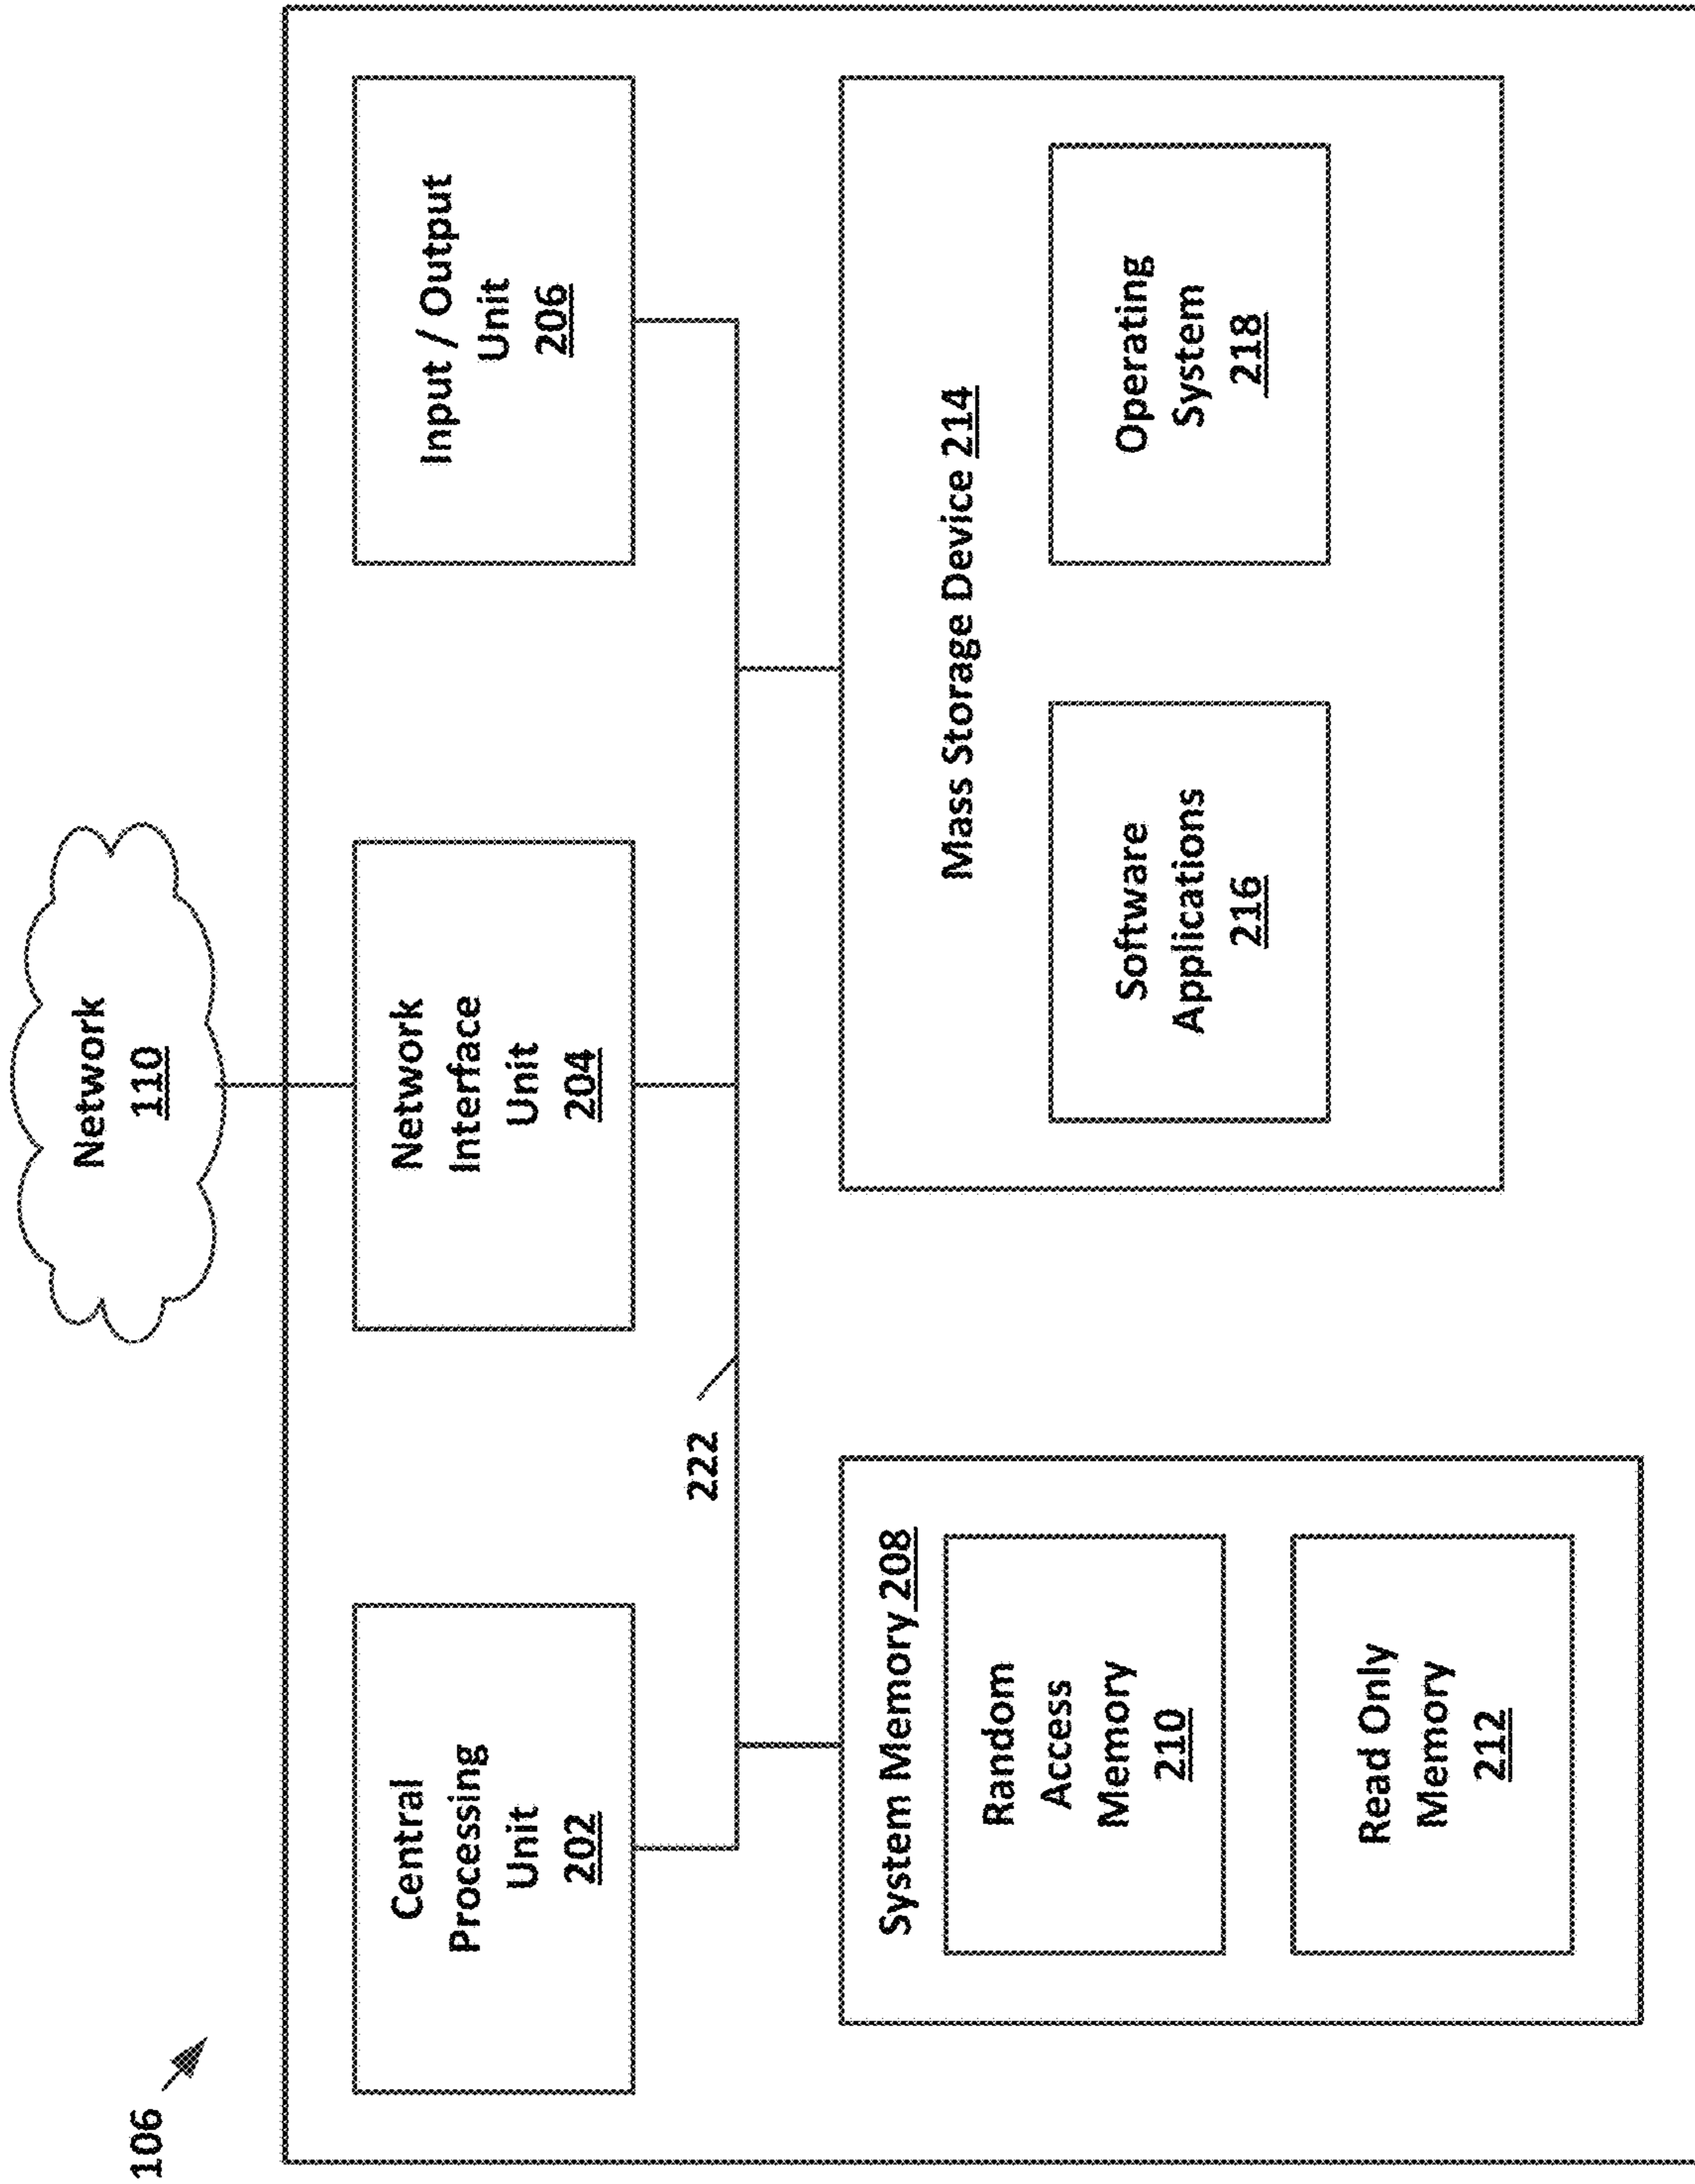 106
Network
110
Central
Processing
Unit
202
Network
Interface
Unit
204
Input / Output
Unit
206
222
System Memory 208
Random
Access
Memory
210
Read Only
Memory
212
Mass Storage Device 214
Software
Applications
216
Operating
System
218